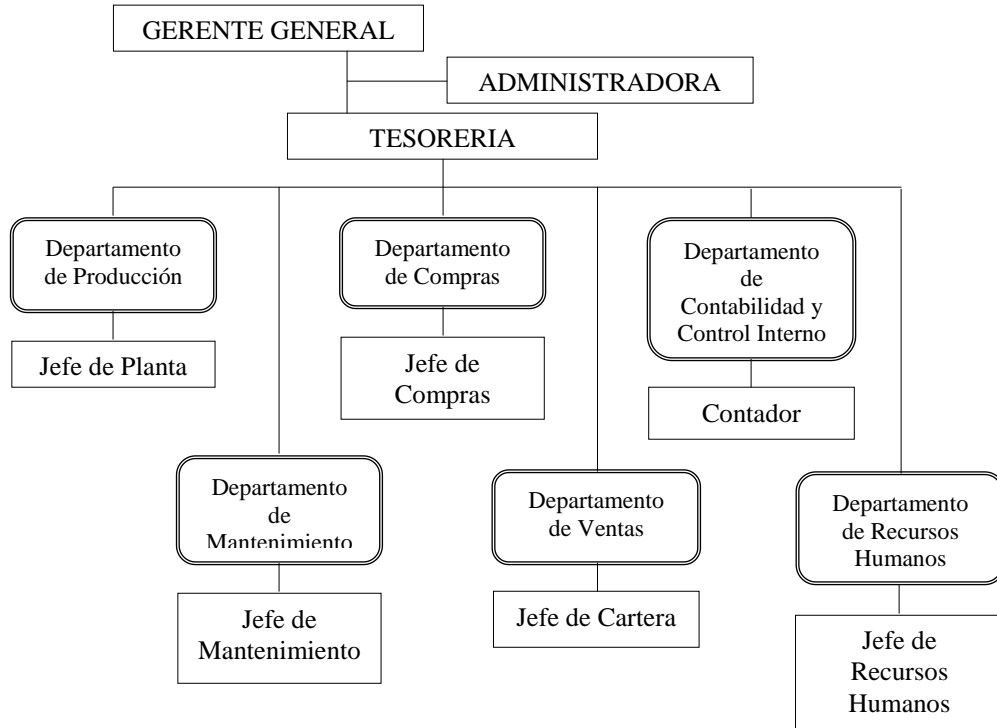 GERENTE GENERAL
ADMINISTRADORA
TESORERIA
Departamento
de Producción
Jefe de Planta
Departamento
de Compras
Jefe de
Compras
Departamento
de
Contabilidad y
Control Interno
Contador
Departamento
de
Mantenimiento
Jefe de
Mantenimiento
Departamento
de Ventas
Jefe de Cartera
Departamento
de Recursos
Humanos
Jefe de
Recursos
Humanos